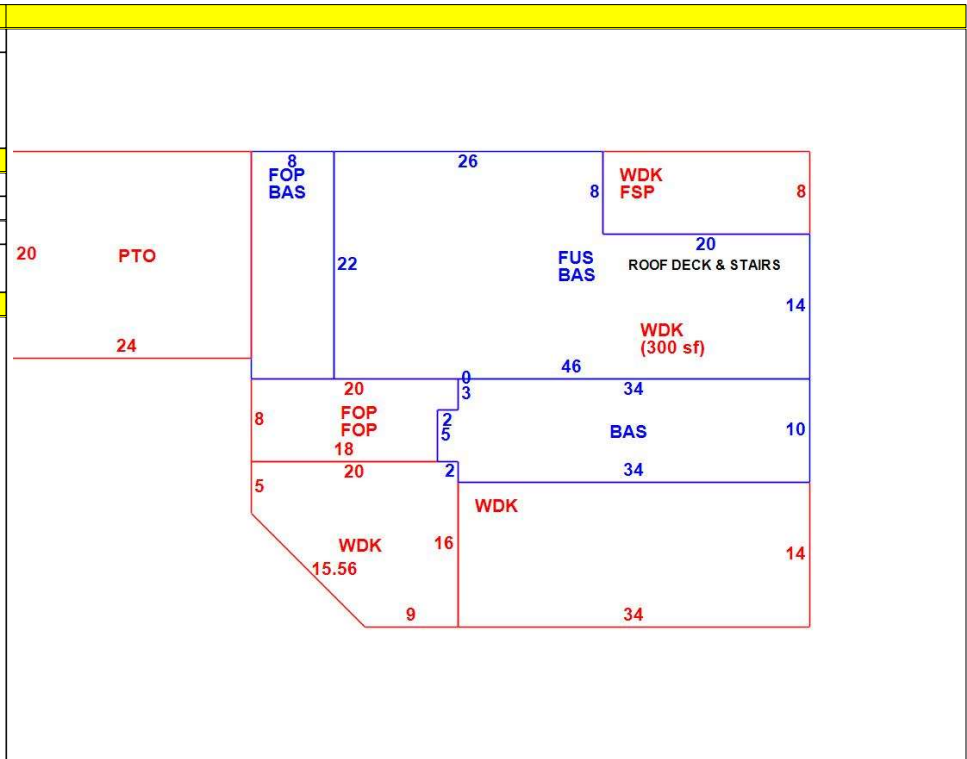 8
FOP
BAS
26
WDK
FSP
8
8
20
20
PTO
22
FUS
BAS
ROOF DECK & STAIRS
14
WDK
(300 sf)
24
46
0
20
3
34
8
FOP
FOP
2
5
BAS
10
18
20
2
34
5
WDK
WDK
16
14
15.56
9
34